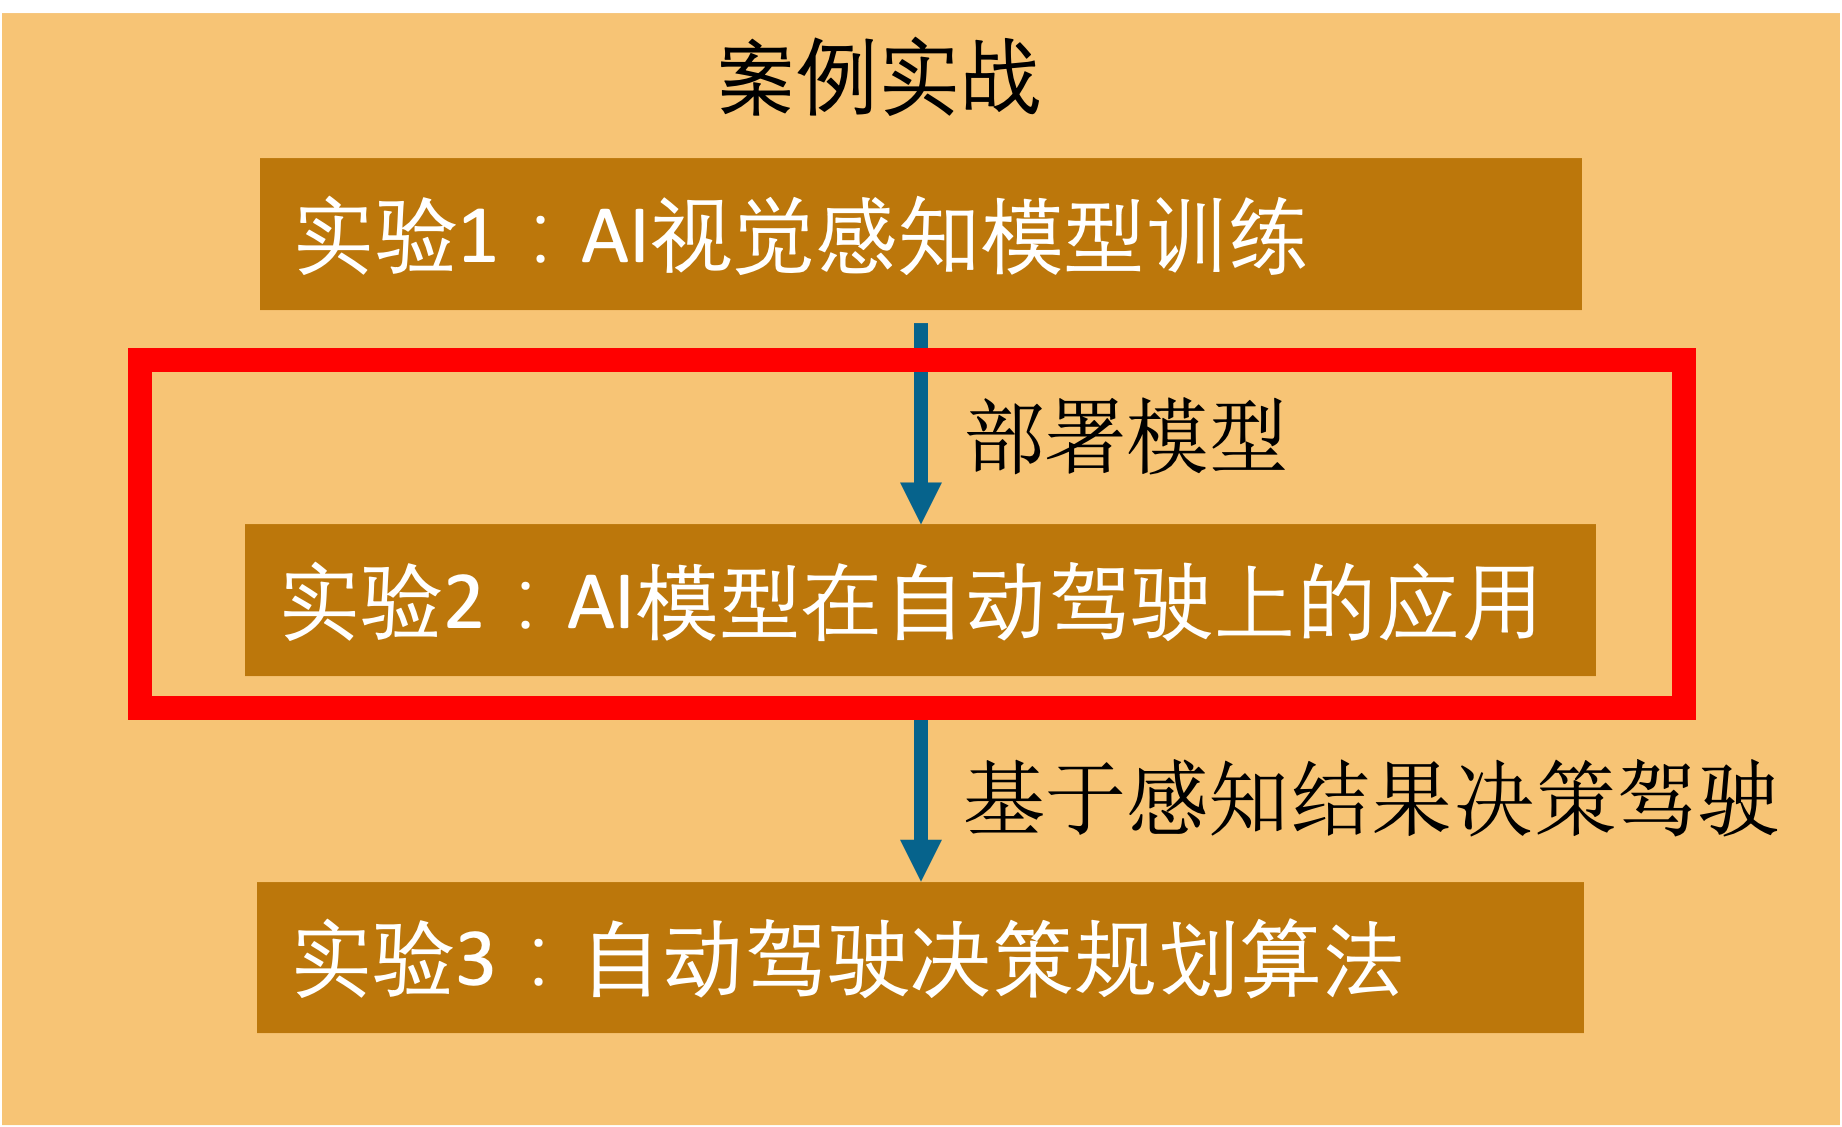 案例实战
实验1：AI视觉感知模型训练
部署模型
实验2：AI模型在自动驾驶上的应用
基于感知结果决策驾驶
实验3：自动驾驶决策规划算法